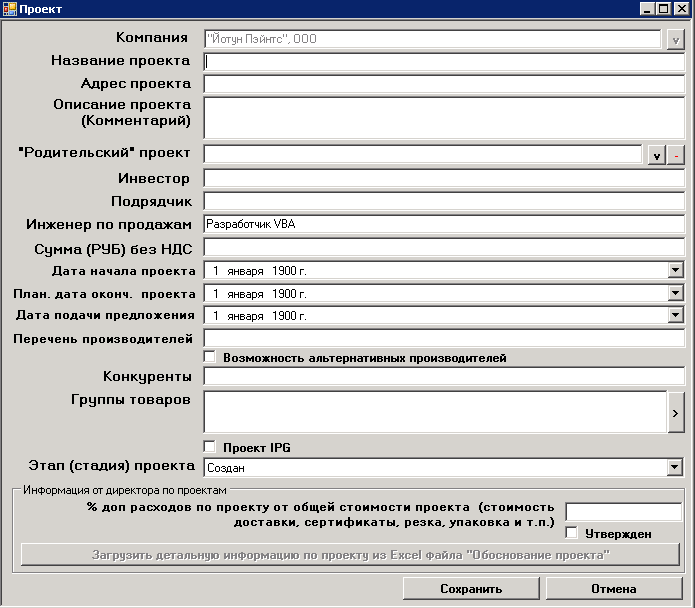 Проект
Компания "Йотун Пэйнтс", ООО v
Название проекта
Адрес проекта
Описание проекта
(Комментарий)
"Родительский" проект v -
Инвестор
Подрядчик
Инженер по продажам Разработчик VBA
Сумма (РУБ) без НДС
Дата начала проекта 1 января 1900 г.
План. дата оконч. проекта 1 января 1900 г.
Дата подачи предложения 1 января 1900 г.
Перечень производителей
Возможность альтернативных производителей
Конкуренты
Группы товаров >
Проект IPG
Этап (стадия) проекта Создан
Информация от директора по проектам
% доп расходов по проекту от общей стоимости проекта (стоимость
доставки, сертификаты, резка, упаковка и т.п.)
Утвержден
Загрузить детальную информацию по проекту из Excel файла "Обоснование проекта"
Сохранить Отмена